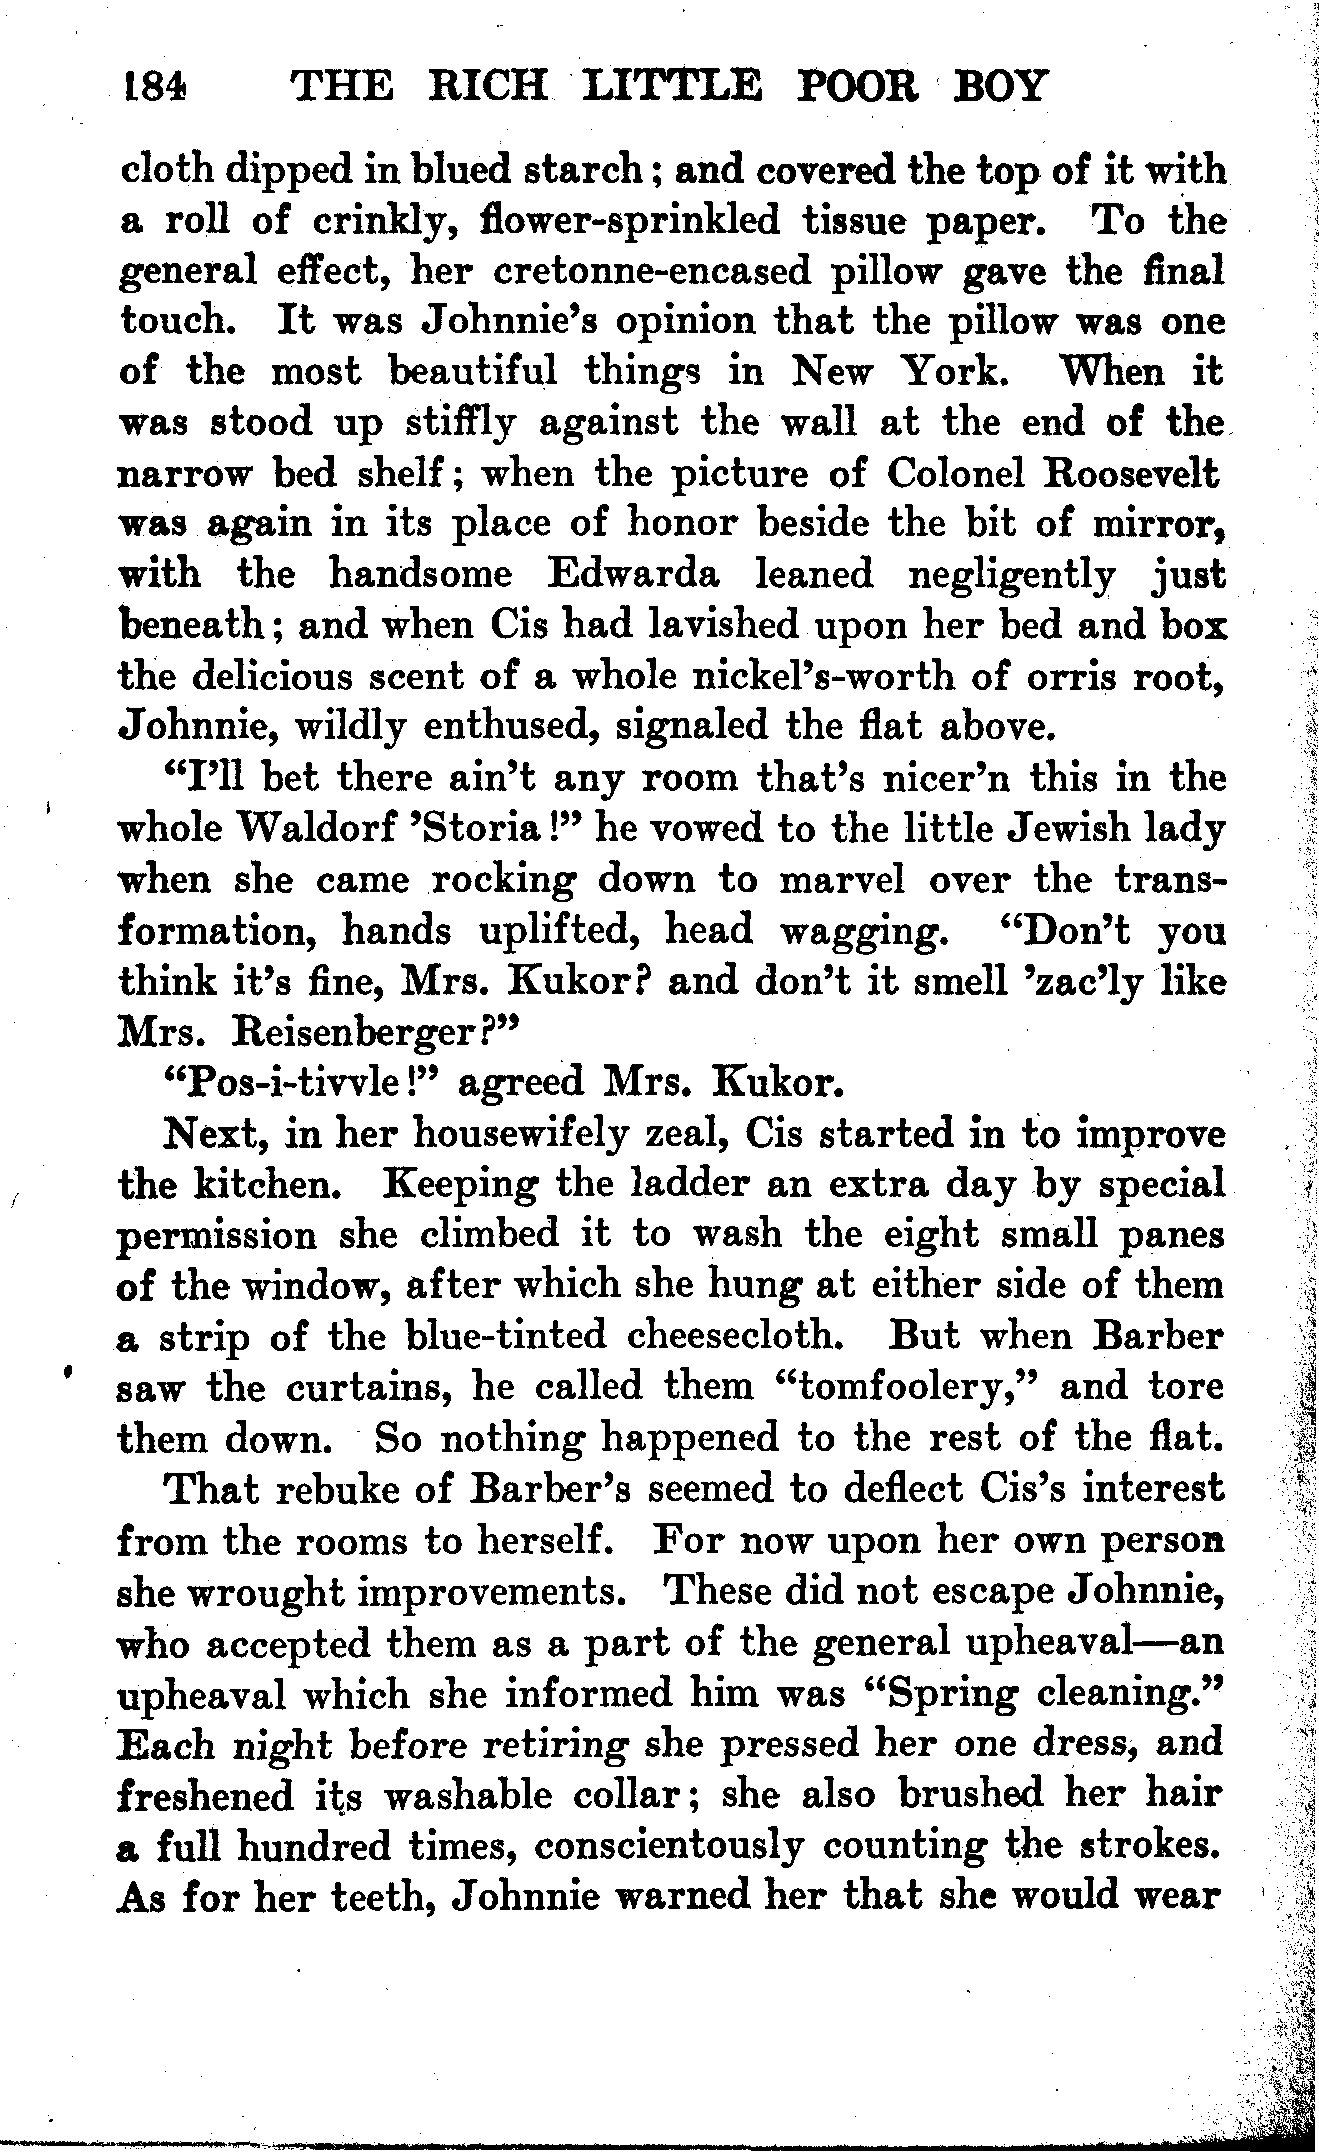 184 THE RICH LITTLE POOR BOY
cloth dipped in blued starch; and covered the top of it with
a roll of crinkly, flower-sprinkled tissue paper. To the
general effect, her cretonne-encased pillow gave the final
touch. It was Johnnie's opinion that the pillow was one
of the most beautiful things in New York. When it
was stood up stiffly against the wall at the end of the
narrow bed shelf; when the picture of Colonel Roosevelt
was again in its place of honor beside the bit of mirror,
with the handsome Edwarda leaned negligently just
beneath; and when Cis had lavished upon her bed and box
the delicious scent of a whole nickel's-worth of orris root,
Johnnie, wildly enthused, signaled the flat above.
"I'll bet there ain't any room that's nicer'n this in the
whole Waldorf 'Storia!" he vowed to the little Jewish lady
when she came rocking down to marvel over the trans-
formation, hands uplifted, head wagging. "Don't you
think it's fine, Mrs. Kukor? and don't it smell 'zac'ly like
Mrs. Reisenberger?"
"Pos-i-tivvle!" agreed Mrs. Kukor.
Next, in her housewifely zeal, Cis started in to improve
the kitchen. Keeping the ladder an extra day by special
permission she climbed it to wash the eight small panes
of the window, after which she hung at either side of them
a strip of the blue-tinted cheesecloth. But when Barber
saw the curtains, he called them "tomfoolery," and tore
them down. So nothing happened to the rest of the flat.
That rebuke of Barber's seemed to deflect Cis's interest
from the rooms to herself. For now upon her own person
she wrought improvements. These did not escape Johnnie,
who accepted them as a part of the general upheaval—an
upheaval which she informed him was "Spring cleaning."
Each night before retiring she pressed her one dress, and
freshened its washable collar; she also brushed her hair
a full hundred times, conscientously counting the strokes.
As for her teeth, Johnnie warned her that she would wear